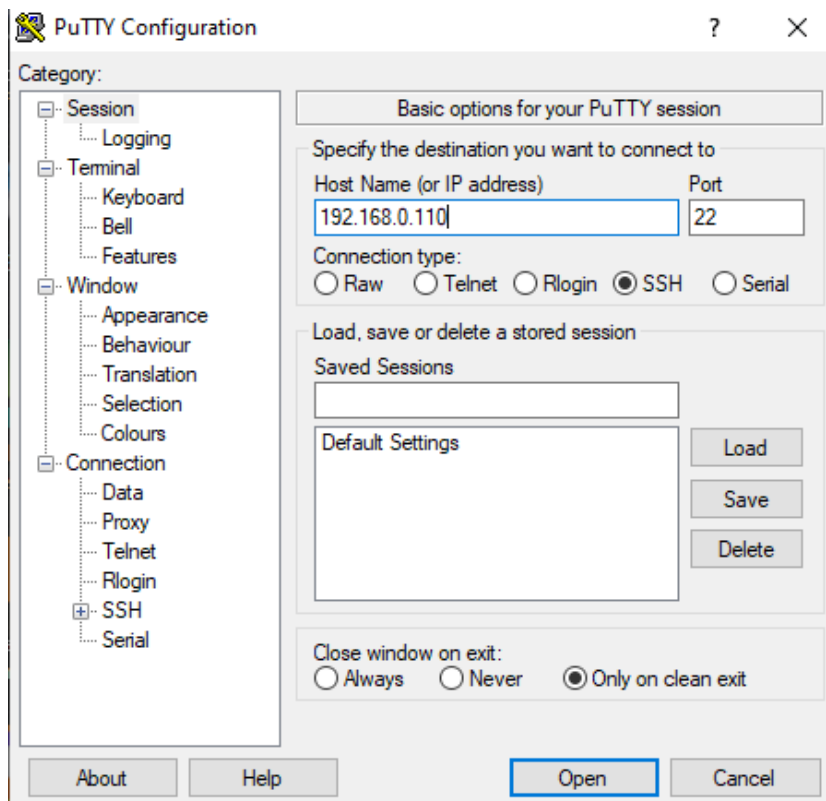 PuTTY Configuration
?
Category:
Session
Logging
Terminal
Keyboard
Bell
Features
Window
Appearance
Behaviour
Translation
Selection
Colours
Connection
Data
Proxy
Telnet
Rlogin
SSH
Serial
Basic options for your PuTTY session
Specify the destination you want to connect to
Host Name (or IP address) Port
192.168.0.110 22
Connection type:
Raw Telnet Rlogin SSH Serial
Load, save or delete a stored session
Saved Sessions
Default Settings
Load
Save
Delete
Close window on exit:
Always Never Only on clean exit
About Help Open Cancel